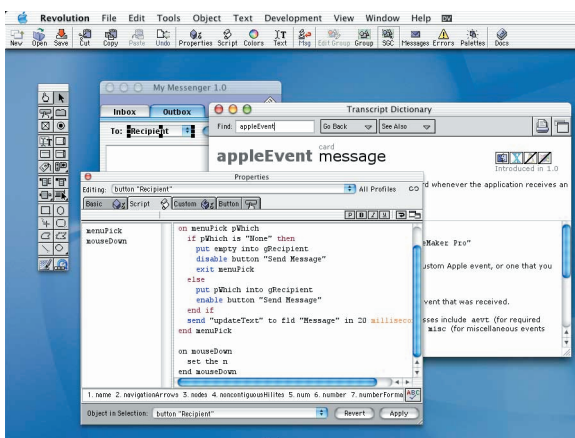 Revolution File Edit Tools Object Text Development View Window Help
New Open Save Cut Copy Paste Undo Properties Script Colors Text Msg Edit Group Group SGC Messages Errors Palettes Docs
My Messenger 1.0
Inbox Outbox
To: Recipient
Transcript Dictionary
Find: appleEvent Go Back See Also
appleEvent card message
Introduced in 1.0
rd whenever the application receives an
eMaker Pro"
ustom Apple event, or one that you
vent that was received.
sses include aevt (for required
misc (for miscellaneous events
Properties
Editing: button "Recipient" All Profiles
Basic Script Custom Button
P B I U
menuPick
mouseDown
on menuPick pWhich
if pWhich is "None" then
put empty into gRecipient
disable button "Send Message"
exit menuPick
else
put pWhich into gRecipient
enable button "Send Message"
end if
send "updateText" to fld "Message" in 20 milliseco
end menuPick
on mouseDown
set the n
end mouseDown
1. name 2. navigationArrows 3. nodes 4. noncontiguousHilites 5. num 6. number 7. numberForma ABC
Object in Selection: button "Recipient" Revert Apply